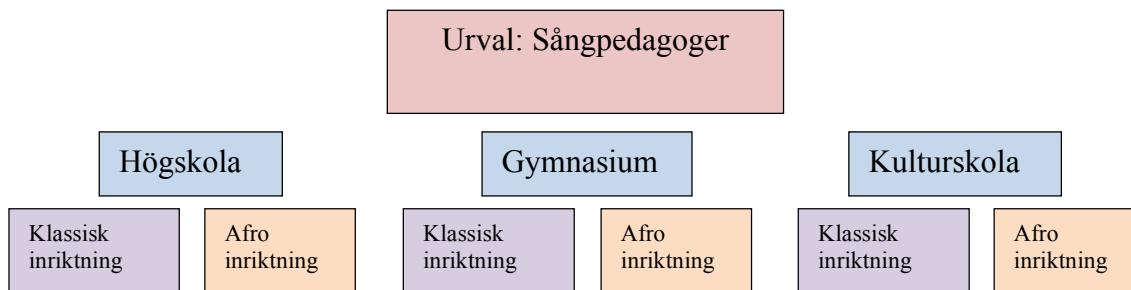 Urval: Sångpedagoger
Högskola
Gymnasium
Kulturskola
Klassisk
inriktning
Afro
inriktning
Klassisk
inriktning
Afro
inriktning
Klassisk
inriktning
Afro
inriktning